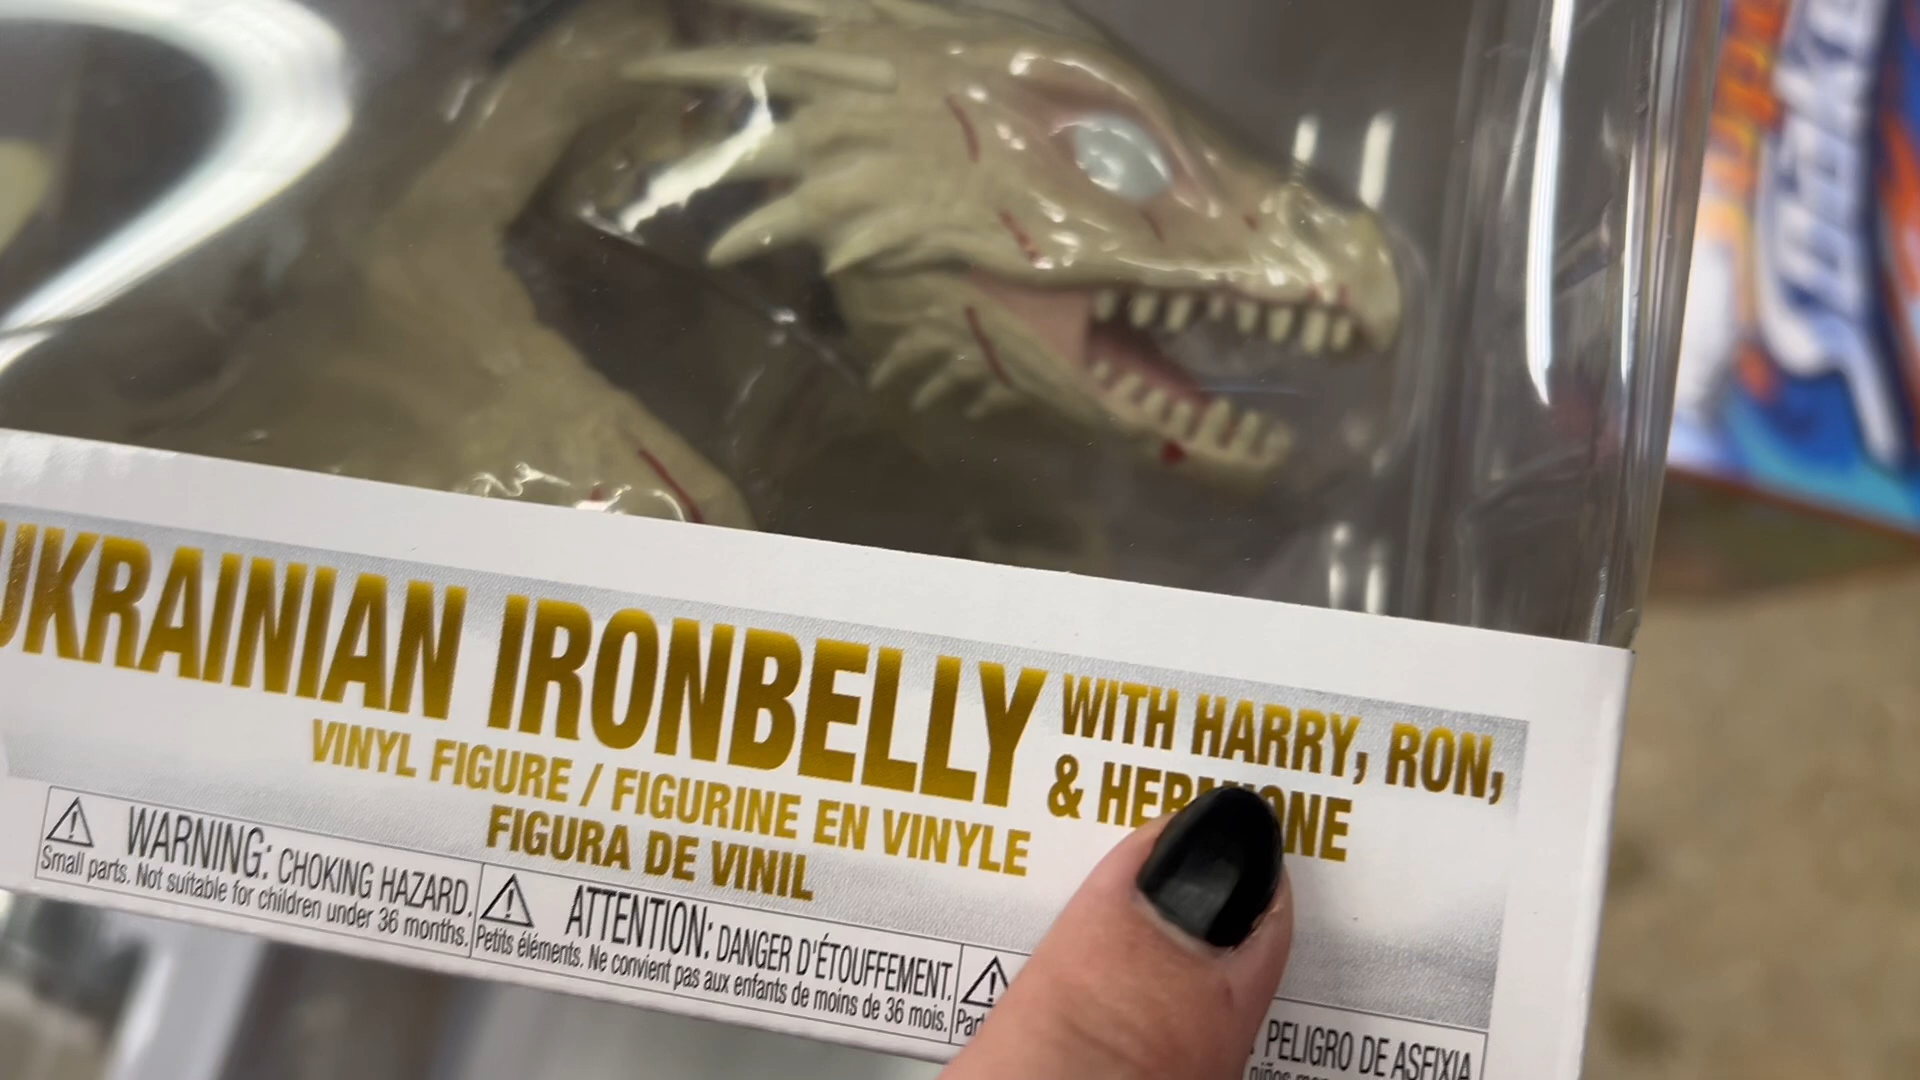 UKRAINIAN IRONBELLY
WITH HARRY, RON,
& HERMIONE
VINYL FIGURE / FIGURINE EN VINYLE
FIGURA DE VINIL
WARNING: CHOKING HAZARD.
Small parts. Not suitable for children under 36 months.
ATTENTION: DANGER D'ÉTOUFFEMENT.
Petits éléments. Ne convient pas aux enfants de moins de 36 mois.
PELIGRO DE ASFIXIA
niños